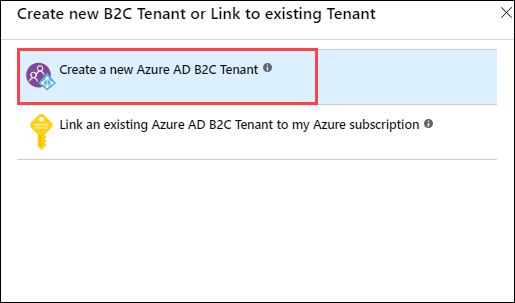 Create new B2C Tenant or Link to existing Tenant
Create a new Azure AD B2C Tenant
Link an existing Azure AD B2C Tenant to my Azure subscription